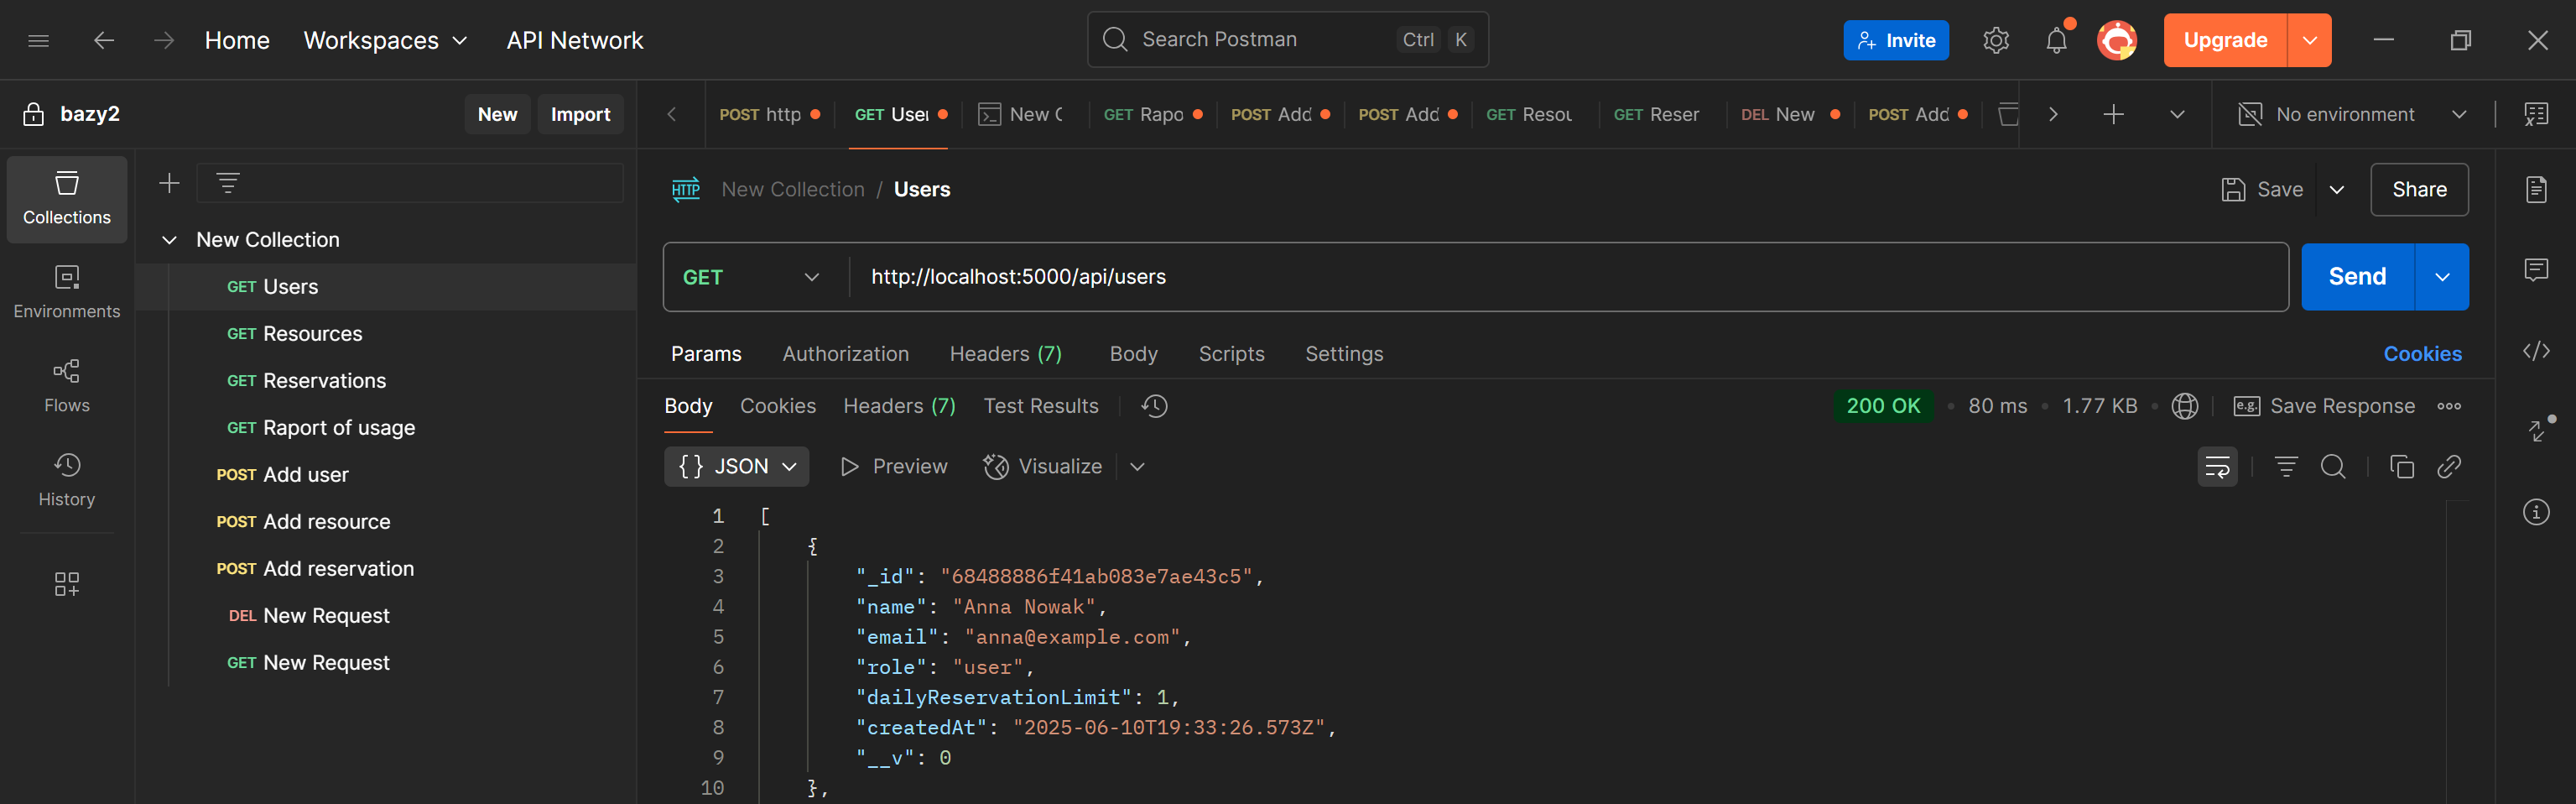 Home Workspaces API Network Search Postman Ctrl K Invite Upgrade
bazy2 New Import
POST http GET User New C GET Rapo POST Add POST Add GET Resou GET Reser DEL New POST Add No environment
Collections
Environments
Flows
History
New Collection
GET Users
GET Resources
GET Reservations
GET Raport of usage
POST Add user
POST Add resource
POST Add reservation
DEL New Request
GET New Request
HTTP New Collection / Users Save Share
GET http://localhost:5000/api/users Send
Params Authorization Headers (7) Body Scripts Settings Cookies
Body Cookies Headers (7) Test Results 200 OK • 80 ms • 1.77 KB • e.g. Save Response
{} JSON Preview Visualize
1 [
2 {
3 "_id": "68488886f41ab083e7ae43c5",
4 "name": "Anna Nowak",
5 "email": "anna@example.com",
6 "role": "user",
7 "dailyReservationLimit": 1,
8 "createdAt": "2025-06-10T19:33:26.573Z",
9 "__v": 0
10 },